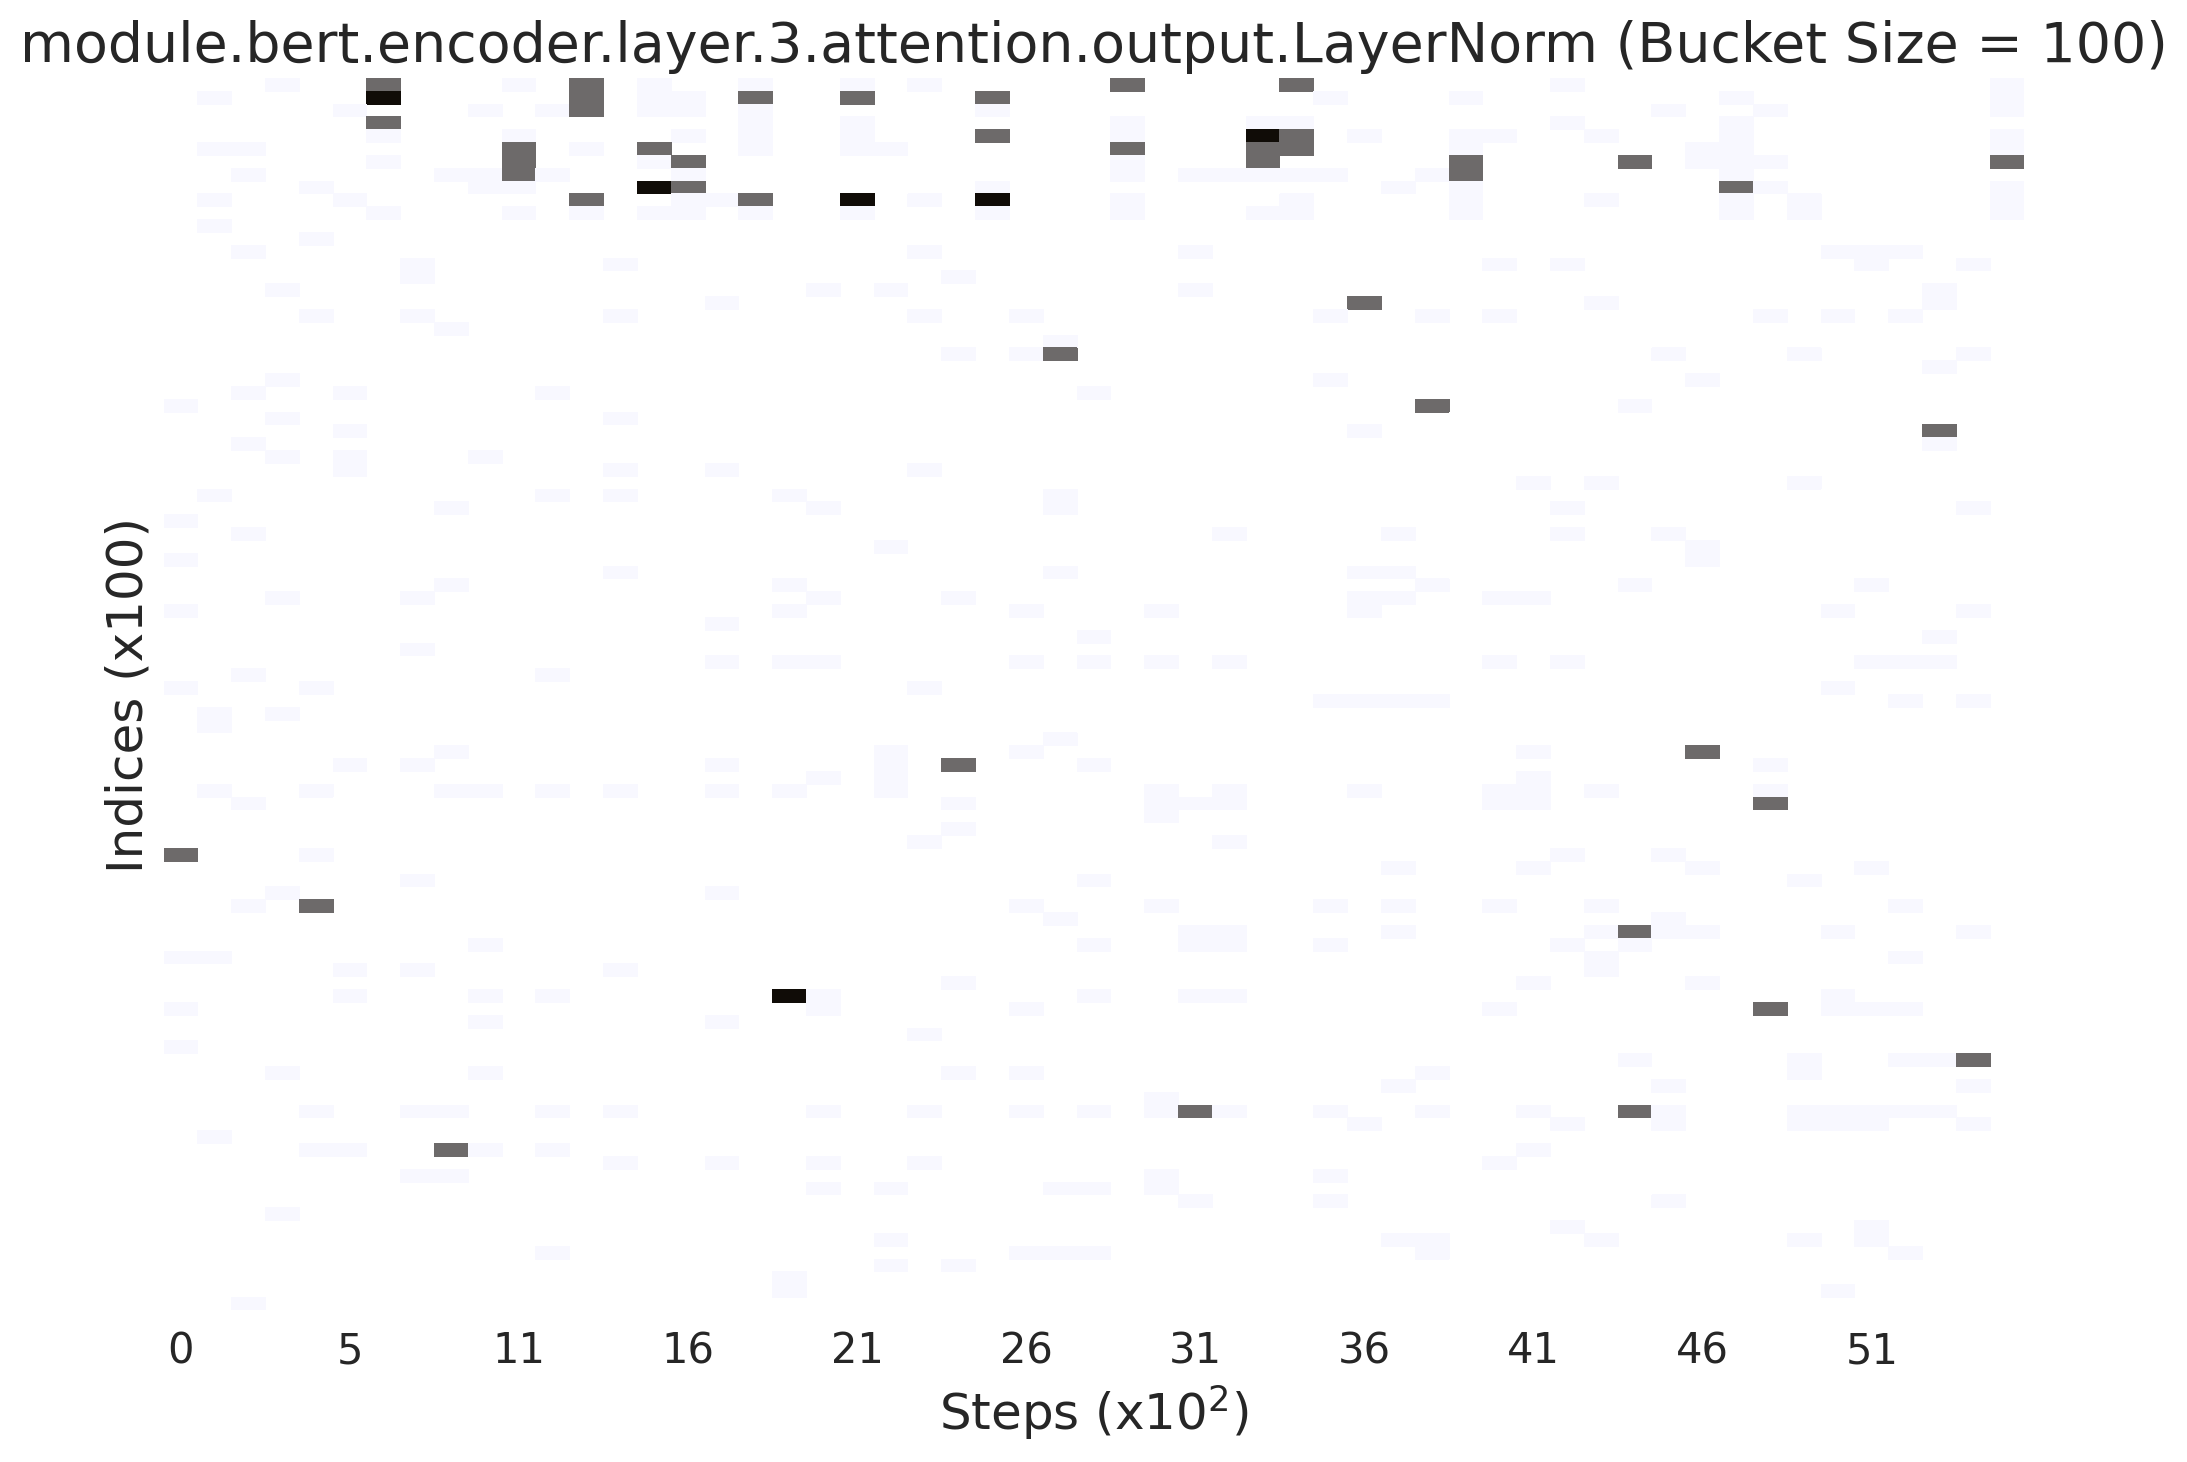 module.bert.encoder.layer.3.attention.output.LayerNorm (Bucket Size = 100)
Indices (x100)
0 5 11 16 21 26 31 36 41 46 51
Steps (x10²)